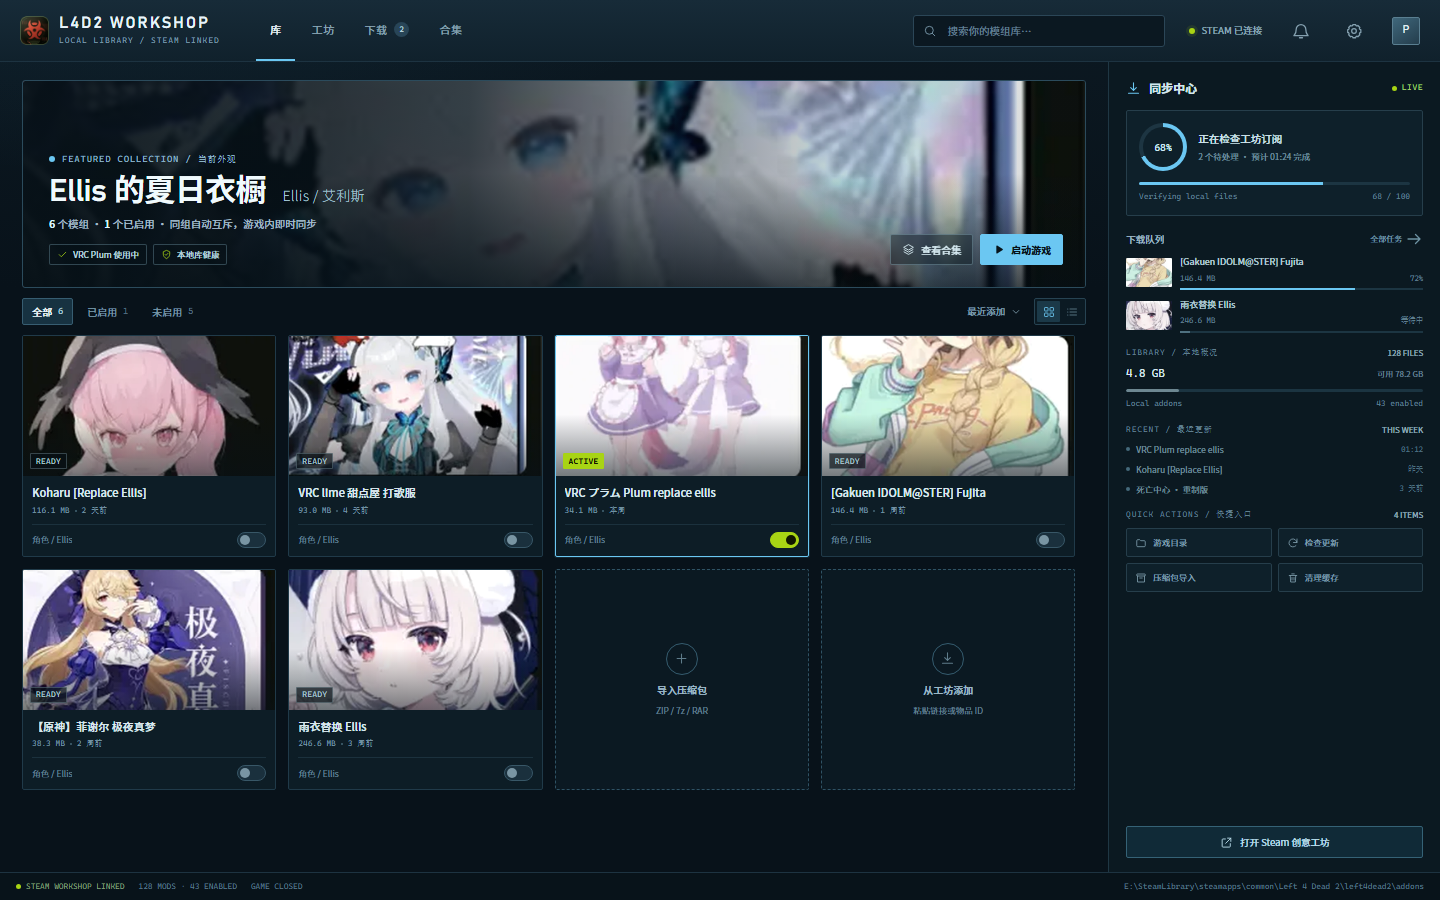 L4D2 WORKSHOP
LOCAL LIBRARY / STEAM LINKED
库
工坊
下载 2
合集
搜索你的模组库…
STEAM 已连接
P
FEATURED COLLECTION / 当前外观
Ellis 的夏日衣橱 Ellis / 艾利斯
6 个模组 · 1 个已启用 · 同组自动互斥，游戏内即时同步
VRC Plum 使用中
本地库健康
查看合集
启动游戏
全部 6
已启用 1
未启用 5
最近添加
READY
Koharu [Replace Ellis]
116.1 MB · 2 天前
角色 / Ellis
READY
VRC lime 甜点屋 打歌服
93.0 MB · 4 天前
角色 / Ellis
ACTIVE
VRC プラム Plum replace ellis
34.1 MB · 本周
角色 / Ellis
Spring
READY
[Gakuen IDOLM@STER] Fujita
146.4 MB · 1 周前
角色 / Ellis
极夜真
READY
【原神】菲谢尔 极夜真梦
38.3 MB · 2 周前
角色 / Ellis
READY
雨衣替换 Ellis
246.6 MB · 3 周前
角色 / Ellis
导入压缩包
ZIP / 7z / RAR
从工坊添加
粘贴链接或物品 ID
同步中心
LIVE
68%
正在检查工坊订阅
2 个待处理 · 预计 01:24 完成
Verifying local files
68 / 100
下载队列
全部任务
[Gakuen IDOLM@STER] Fujita
146.4 MB
72%
雨衣替换 Ellis
246.6 MB
等待中
LIBRARY / 本地概况
128 FILES
4.8 GB
可用 78.2 GB
Local addons
43 enabled
RECENT / 最近更新
THIS WEEK
VRC Plum replace ellis
01:12
Koharu [Replace Ellis]
昨天
死亡中心 · 重制版
3 天前
QUICK ACTIONS / 快捷入口
4 ITEMS
游戏目录
检查更新
压缩包导入
清理缓存
打开 Steam 创意工坊
STEAM WORKSHOP LINKED
128 MODS · 43 ENABLED
GAME CLOSED
E:\SteamLibrary\steamapps\common\Left 4 Dead 2\left4dead2\addons